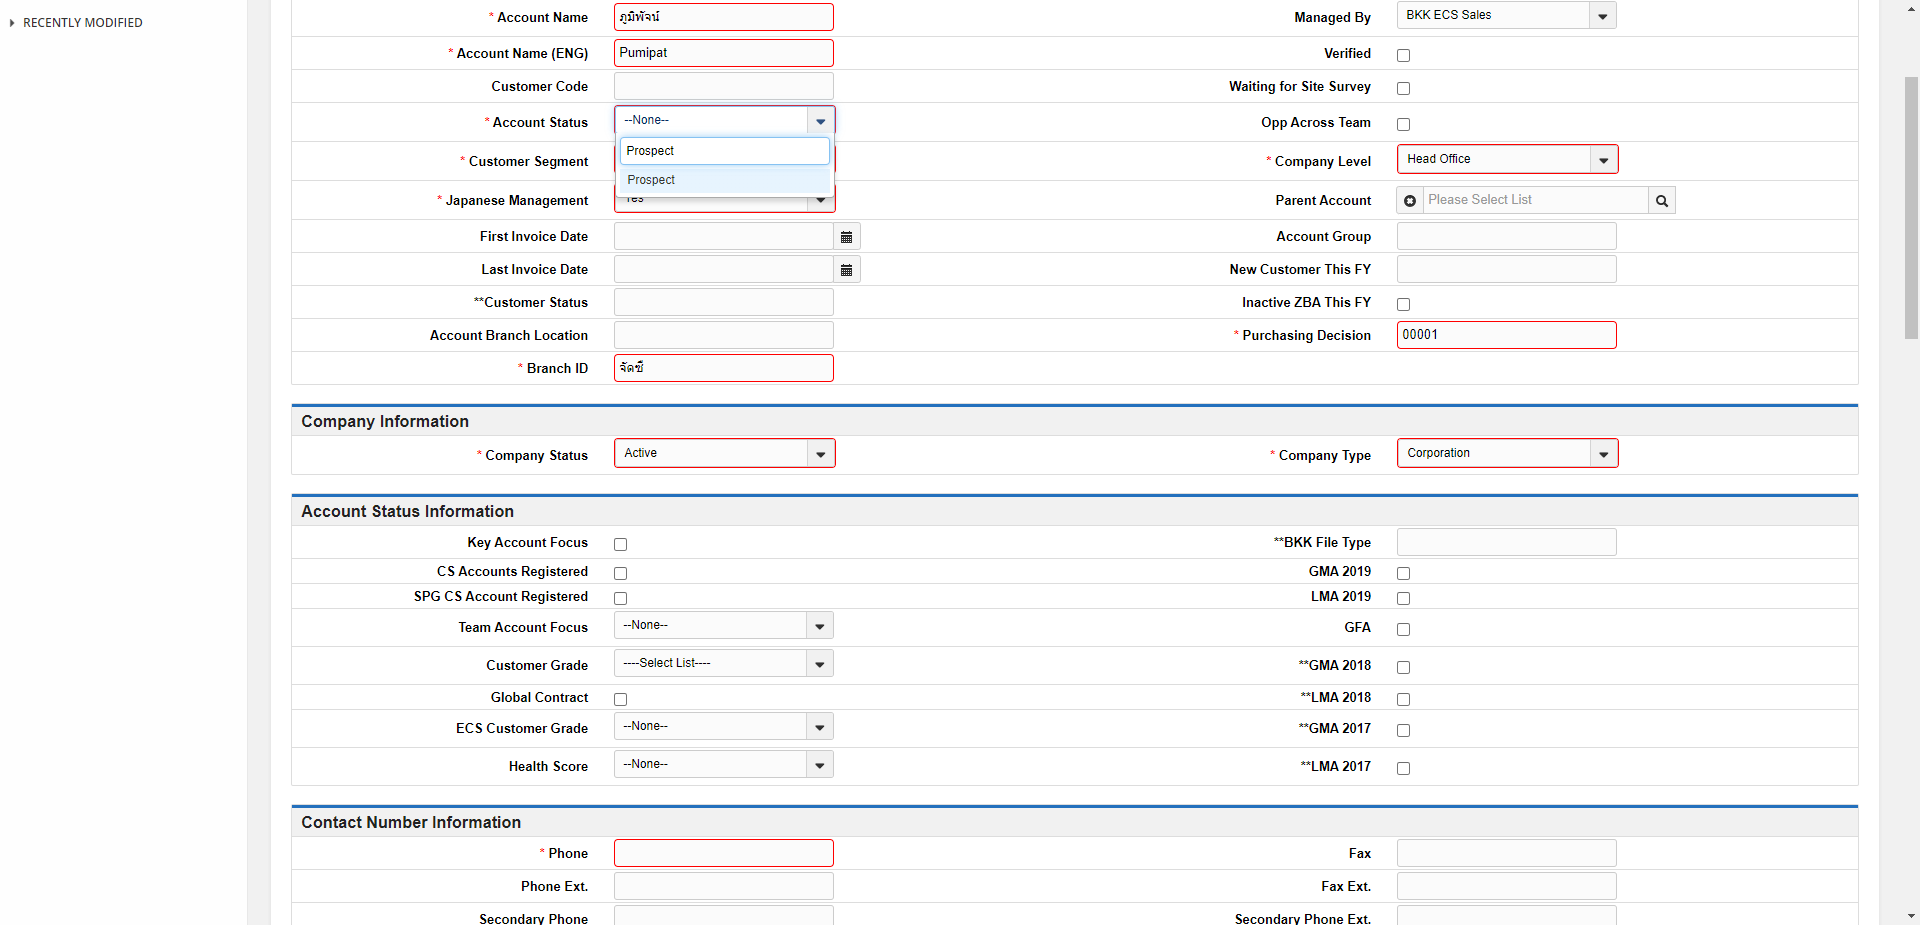 RECENTLY MODIFIED
* Account Name ภูมิพัจน์ Managed By BKK ECS Sales
* Account Name (ENG) Pumipat Verified
Customer Code Waiting for Site Survey
* Account Status --None-- Opp Across Team
Prospect
* Customer Segment * Company Level Head Office
Prospect
* Japanese Management Yes Parent Account Please Select List
First Invoice Date Account Group
Last Invoice Date New Customer This FY
**Customer Status Inactive ZBA This FY
Account Branch Location * Purchasing Decision 00001
* Branch ID จัดซื้
Company Information
* Company Status Active * Company Type Corporation
Account Status Information
Key Account Focus **BKK File Type
CS Accounts Registered GMA 2019
SPG CS Account Registered LMA 2019
Team Account Focus --None-- GFA
Customer Grade ----Select List---- **GMA 2018
Global Contract **LMA 2018
ECS Customer Grade --None-- **GMA 2017
Health Score --None-- **LMA 2017
Contact Number Information
* Phone Fax
Phone Ext. Fax Ext.
Secondary Phone Secondary Phone Ext.